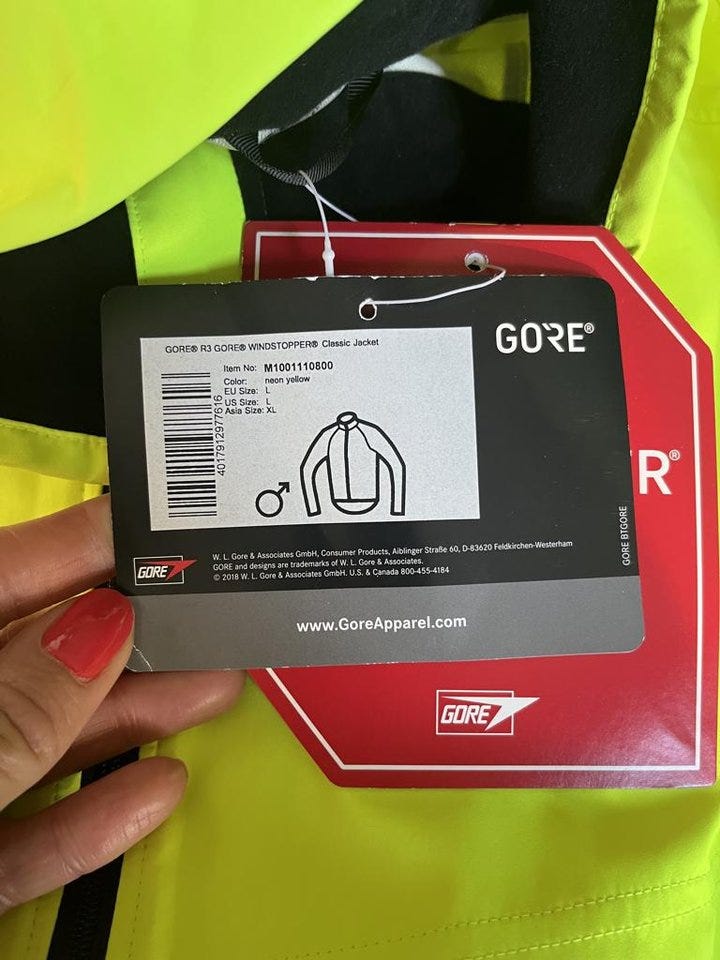 GORE® R3 GORE® WINDSTOPPER® Classic Jacket
Item No: M1001110800
Color: neon yellow
EU Size: L
US Size: L
Asia Size: XL
4017912977616
GORE®
R®
GORE BTGORE
GORE
W. L. Gore & Associates GmbH, Consumer Products, Aiblinger Straße 60, D-83620 Feldkirchen-Westerham
GORE and designs are trademarks of W. L. Gore & Associates.
© 2018 W. L. Gore & Associates GmbH. U.S. & Canada 800-455-4184
www.GoreApparel.com
GORE